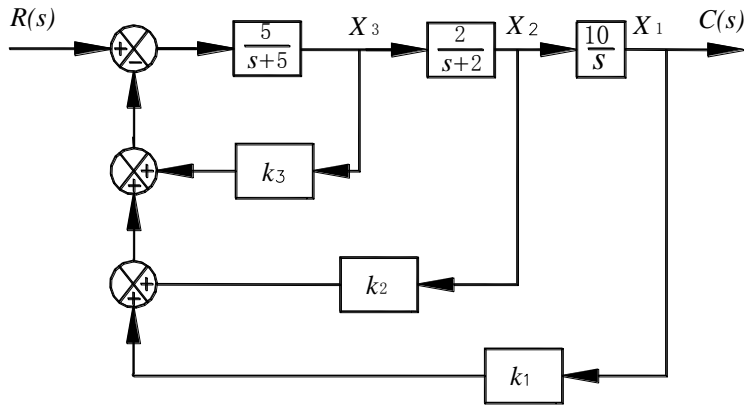 R(s)
+
−
5
s+5
X3
2
s+2
X2
10
s
X1
C(s)
+
+
k3
+
+
k2
k1